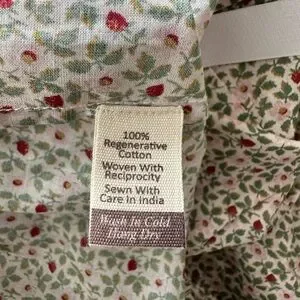 100%
Regenerative
Cotton
Woven With
Reciprocity
Sewn With
Care In India
Wash In Cold
Hang Dry